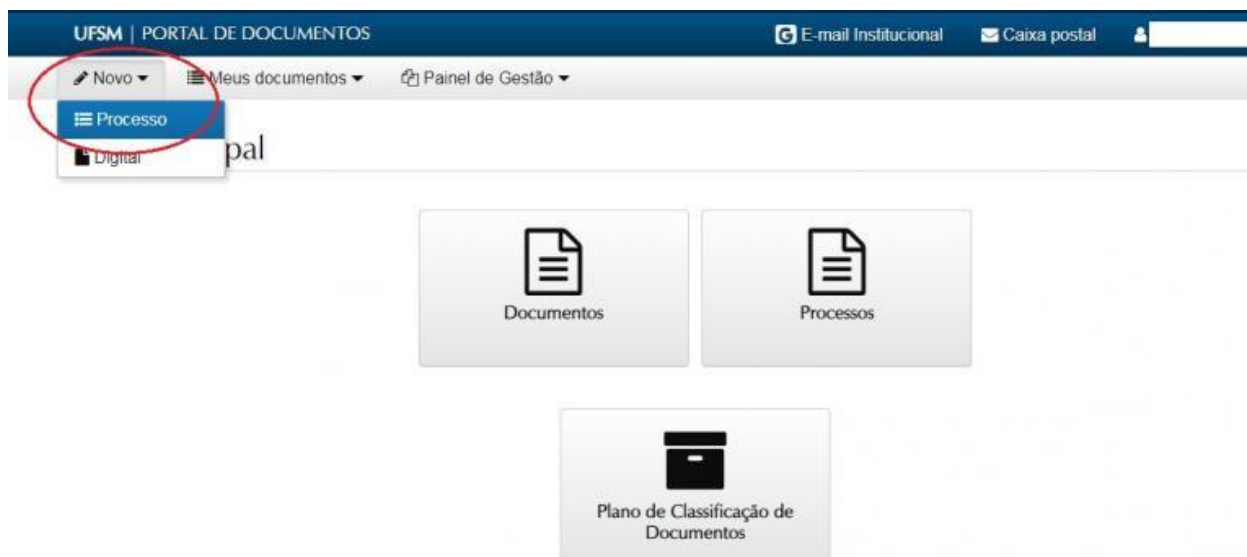 UFSM | PORTAL DE DOCUMENTOS E-mail Institucional Caixa postal
Novo Meus documentos Painel de Gestão
Processo
Digital
pal
Documentos
Processos
Plano de Classificação de
Documentos